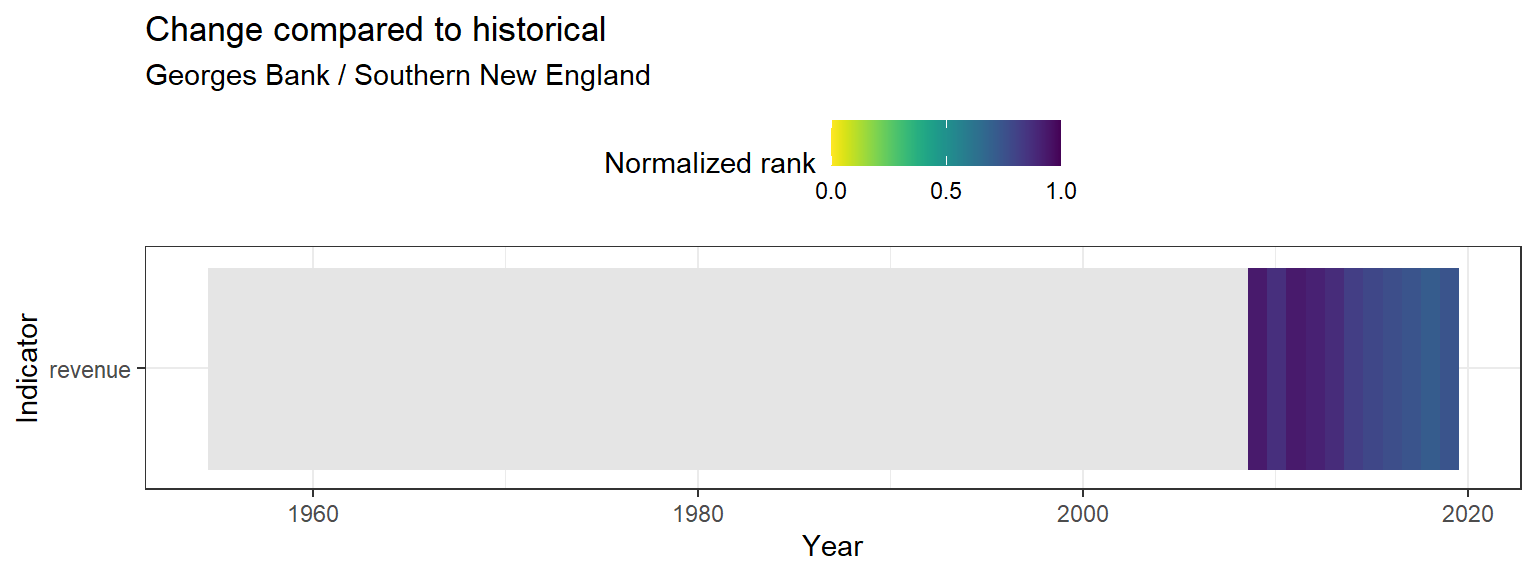 Change compared to historical
Georges Bank / Southern New England
Normalized rank
0.0 0.5 1.0
Indicator
revenue
1960 1980 2000 2020
Year